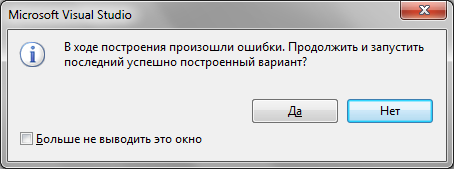 Microsoft Visual Studio
В ходе построения произошли ошибки. Продолжить и запустить
последний успешно построенный вариант?
Да
Нет
Больше не выводить это окно